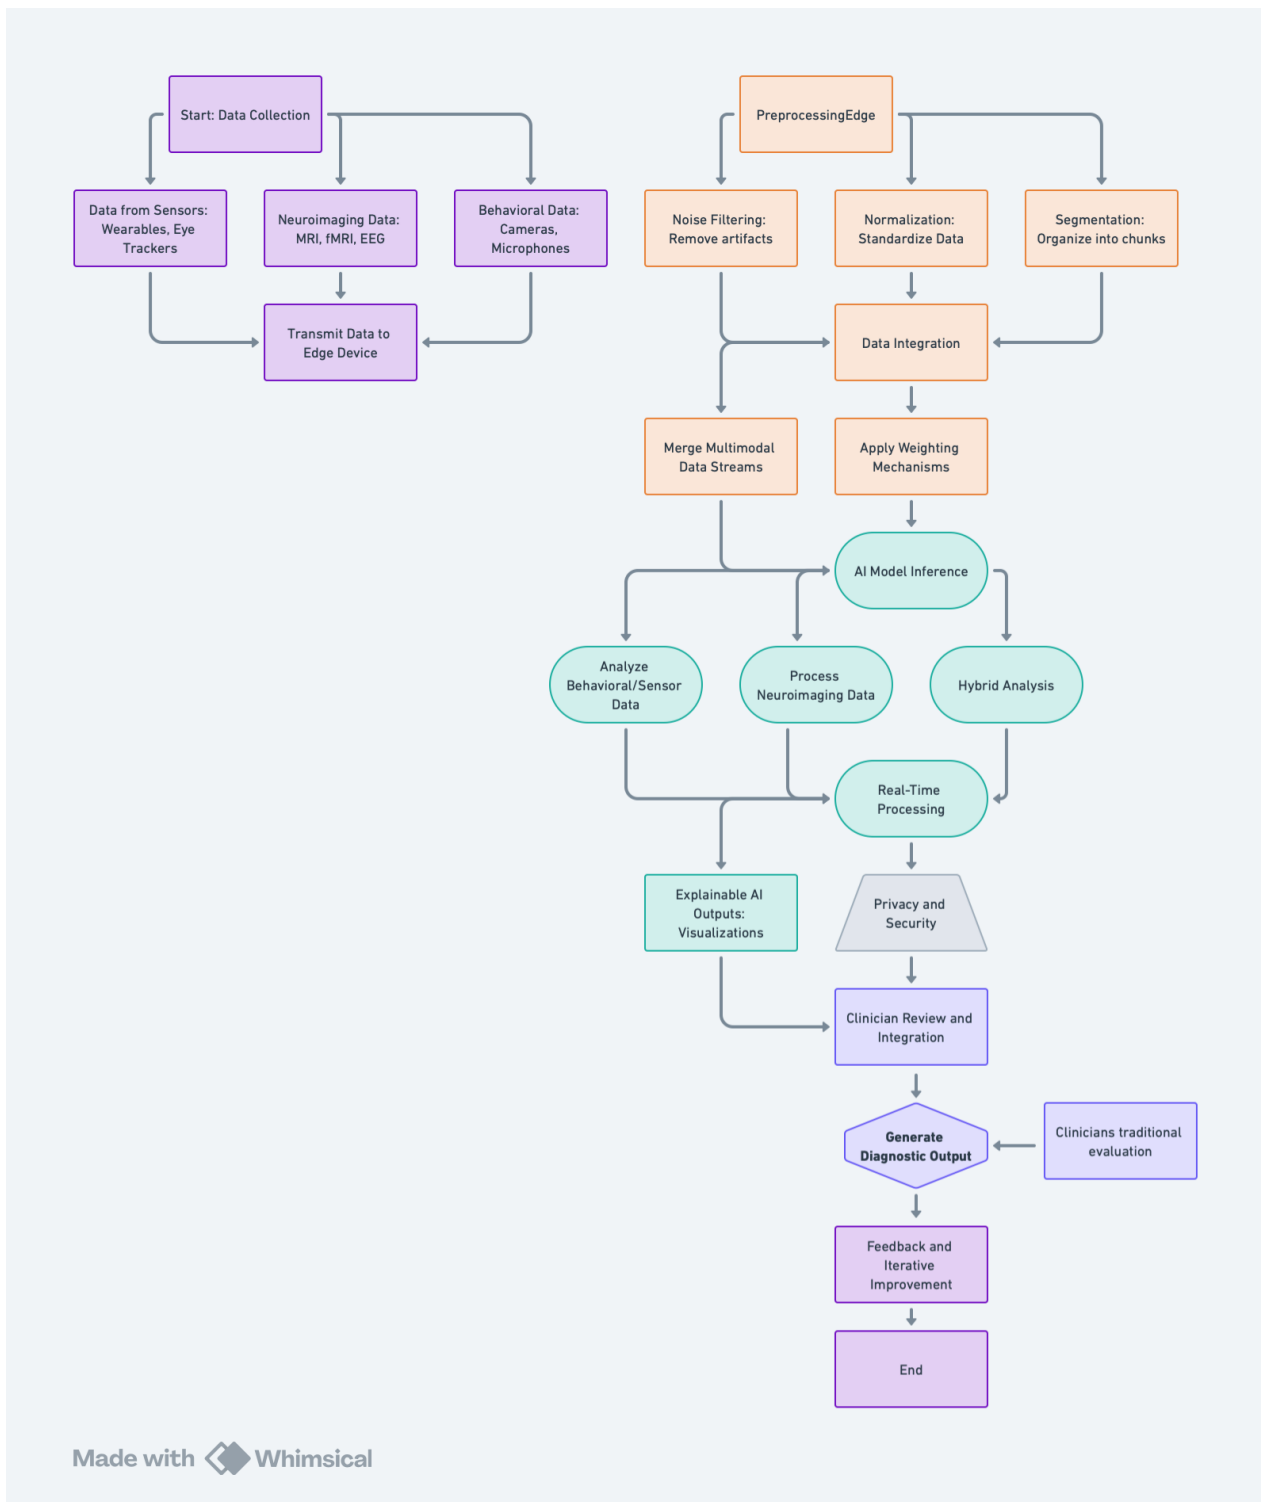 Start: Data Collection
PreprocessingEdge
Data from Sensors:
Wearables, Eye
Trackers
Neuroimaging Data:
MRI, fMRI, EEG
Behavioral Data:
Cameras,
Microphones
Noise Filtering:
Remove artifacts
Normalization:
Standardize Data
Segmentation:
Organize into chunks
Transmit Data to
Edge Device
Data Integration
Merge Multimodal
Data Streams
Apply Weighting
Mechanisms
AI Model Inference
Analyze
Behavioral/Sensor
Data
Process
Neuroimaging Data
Hybrid Analysis
Real-Time
Processing
Explainable AI
Outputs:
Visualizations
Privacy and
Security
Clinician Review and
Integration
Generate
Diagnostic Output
Clinicians traditional
evaluation
Feedback and
Iterative
Improvement
End
Made with Whimsical